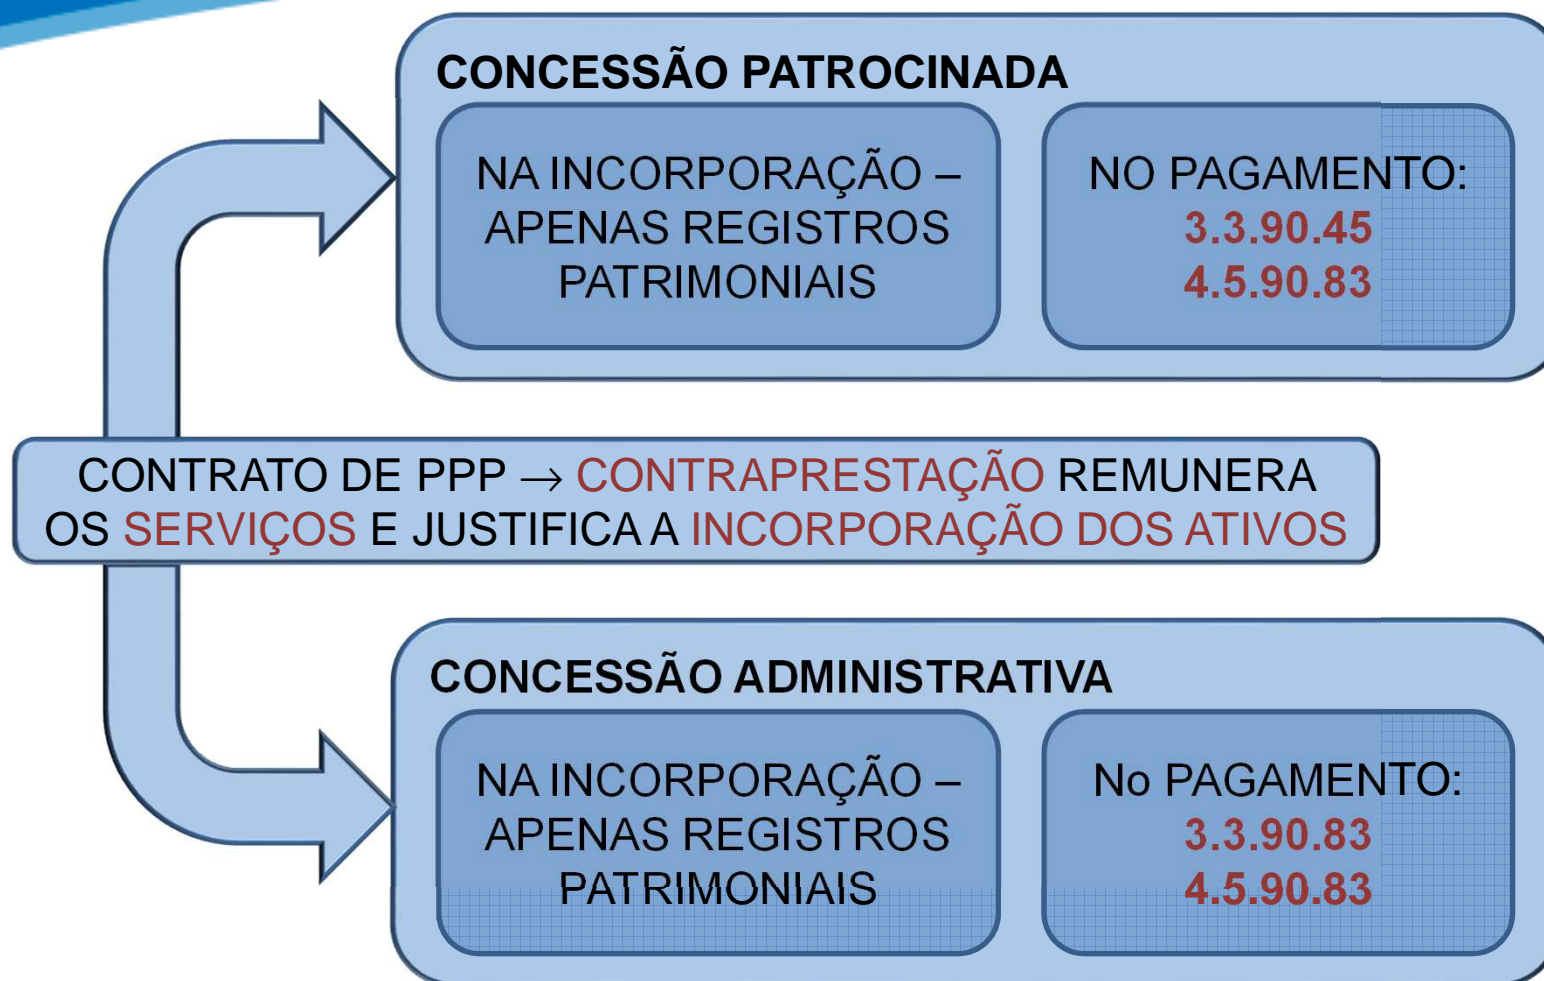 CONCESSÃO PATROCINADA
NA INCORPORAÇÃO –
APENAS REGISTROS
PATRIMONIAIS
NO PAGAMENTO:
3.3.90.45
4.5.90.83
CONTRATO DE PPP → CONTRAPRESTAÇÃO REMUNERA
OS SERVIÇOS E JUSTIFICA A INCORPORAÇÃO DOS ATIVOS
CONCESSÃO ADMINISTRATIVA
NA INCORPORAÇÃO –
APENAS REGISTROS
PATRIMONIAIS
No PAGAMENTO:
3.3.90.83
4.5.90.83